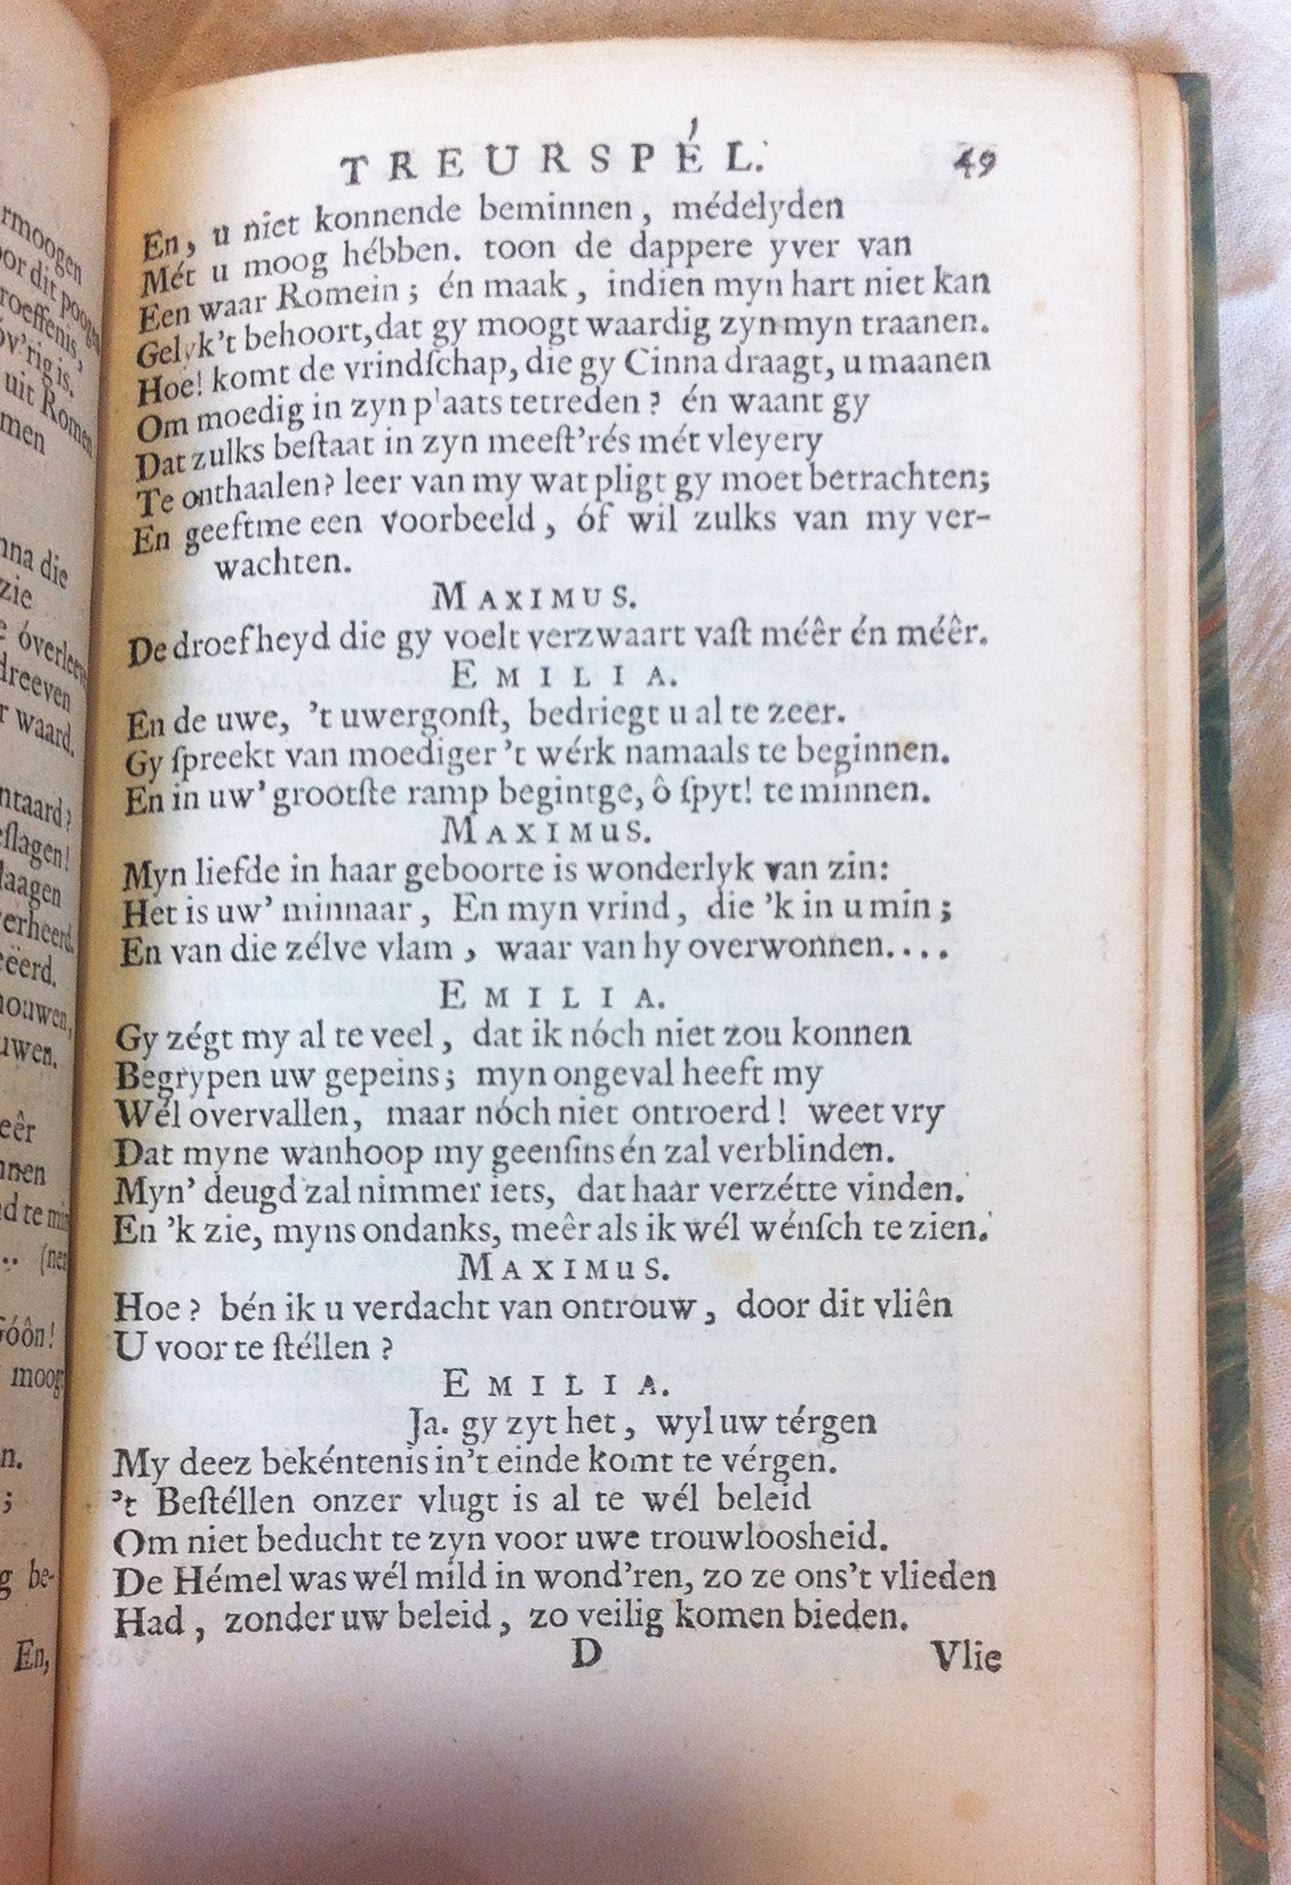 TREURSPÉL. 49
En, u niet konnende beminnen, médelyden
Mét u moog hébben. toon de dappere yver van
Een waar Romein; én maak, indien myn hart niet kan
Gelyk't behoort, dat gy moogt waardig zyn myn traanen.
Hoe! komt de vrindſchap, die gy Cinna draagt, u maanen
Om moedig in zyn plaats te treden? én waant gy
Dat zulks beſtaat in zyn meeſt'rés mét vleyery
Te onthaalen? leer van my wat pligt gy moet betrachten;
En geeft me een voorbeeld, óf wil zulks van my ver-
wachten.
MAXIMUS.
De droefheyd die gy voelt verzwaart vaſt méêr én méêr.
EMILIA.
En de uwe, 't uwer gonſt, bedriegt u al te zeer.
Gy ſpreekt van moediger 't wérk namaals te beginnen.
En in uw' grootſte ramp begint ge, ô ſpyt! te minnen.
MAXIMUS.
Myn liefde in haar geboorte is wonderlyk van zin:
Het is uw' minnaar, En myn vrind, die 'k in u min;
En van die zélve vlam, waar van hy overwonnen....
EMILIA.
Gy zégt my al te veel, dat ik nóch niet zou konnen
Begrypen uw gepeins; myn ongeval heeft my
Wél overvallen, maar nóch niet ontroerd! weet vry
Dat myne wanhoop my geenſins én zal verblinden.
Myn' deugd zal nimmer iets, dat haar verzétte vinden.
En 'k zie, myns ondanks, meêr als ik wél wénſch te zien.
MAXIMUS.
Hoe? bén ik u verdacht van ontrouw, door dit vliên
U voor te ſtéllen?
EMILIA.
Ja. gy zyt het, wyl uw térgen
My deez bekéntenis in't einde komt te vérgen.
't Beſtéllen onzer vlugt is al te wél beleid
Om niet beducht te zyn voor uwe trouwloosheid.
De Hémel was wél mild in wond'ren, zo ze ons't vlieden
Had, zonder uw beleid, zo veilig komen bieden.
D Vlie